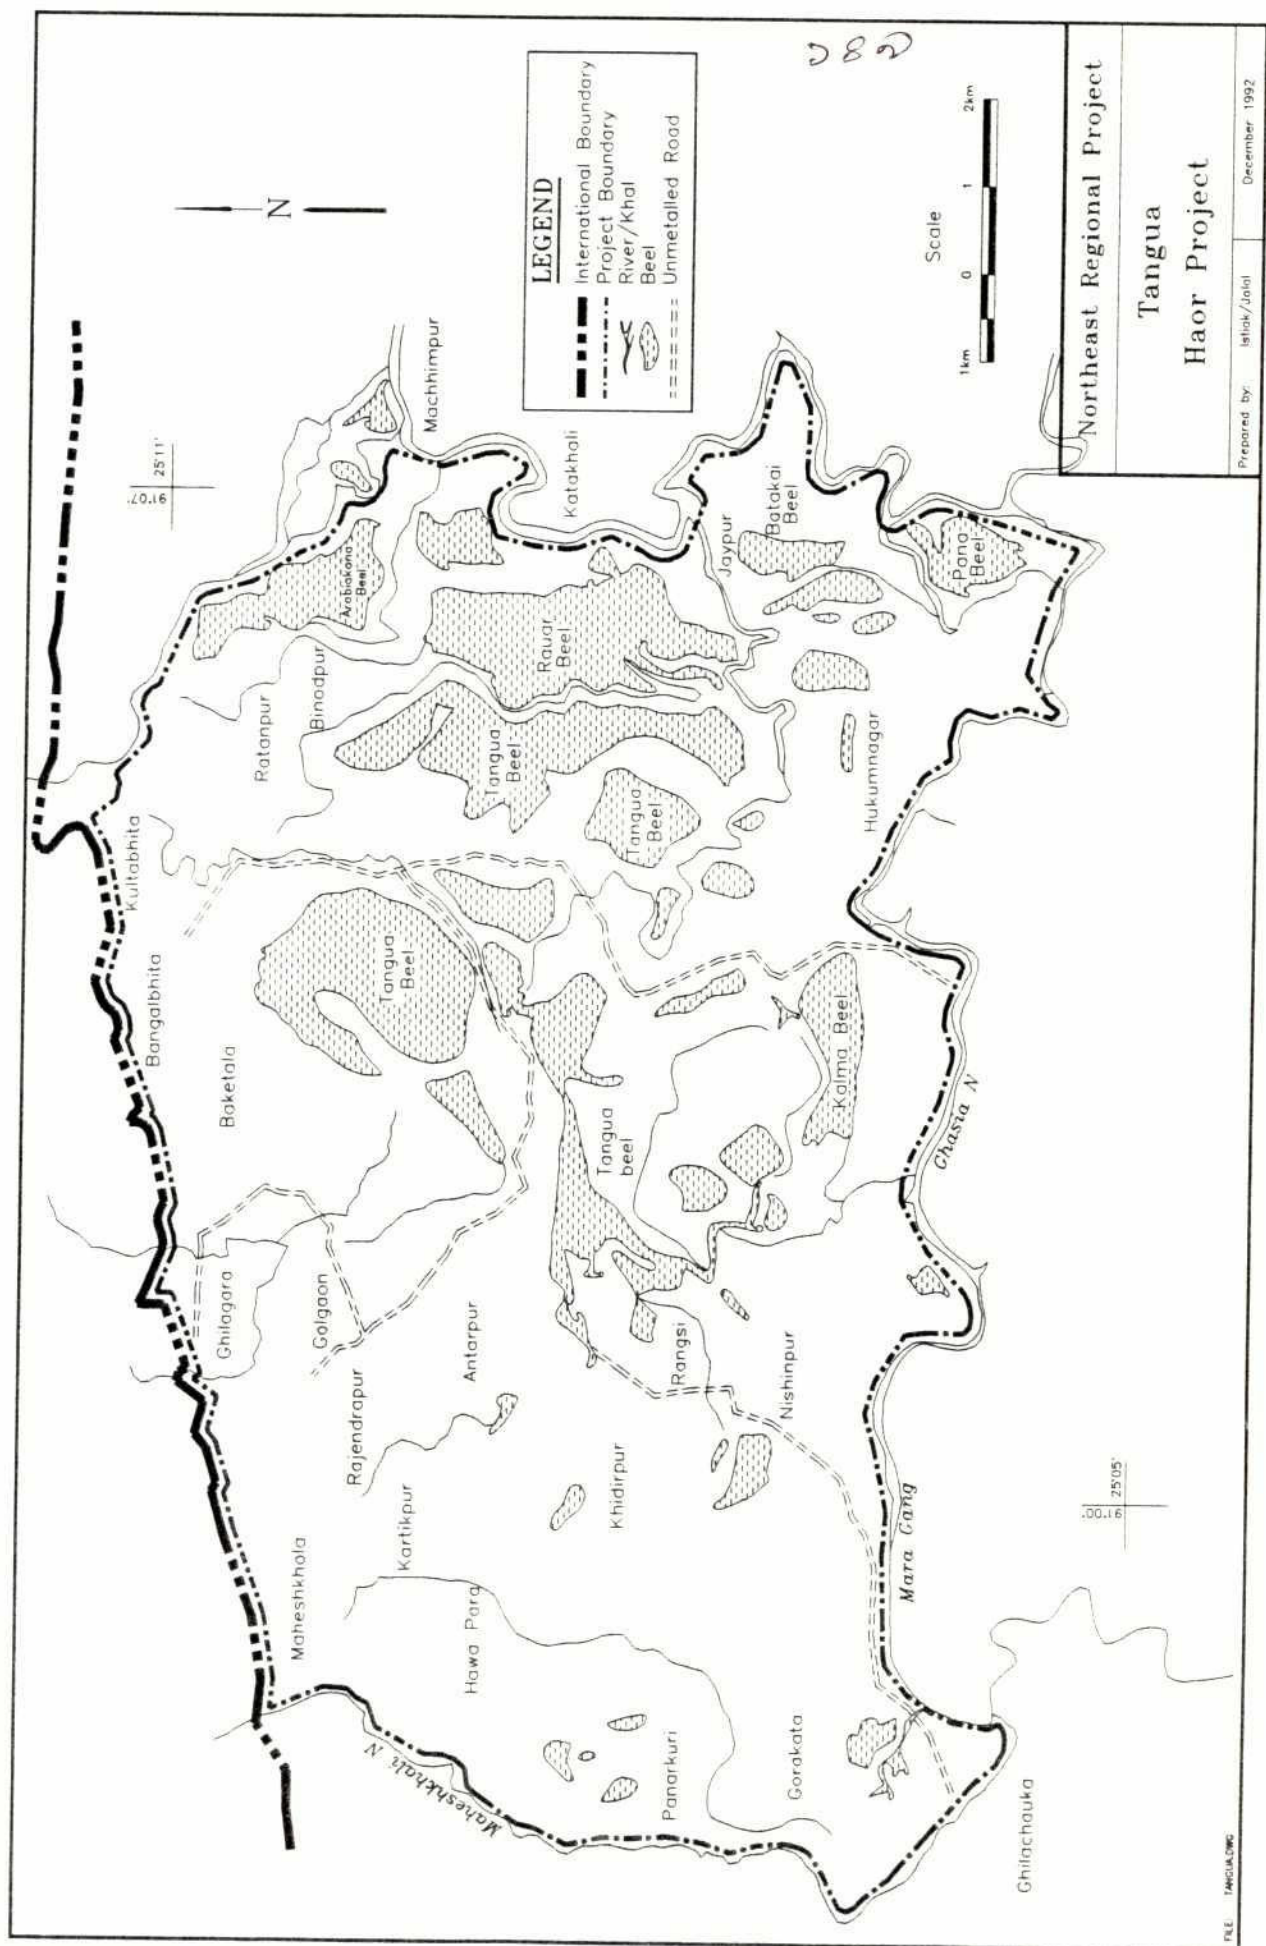 N
25°11'
91°07'
LEGEND
International Boundary
Project Boundary
River/Khal
Beel
Unmetalled Road
Scale
1km 0 1 2km
Maheshkhola
Ghilagara
Baketala
Bangalbhita
Kultabhita
Ratanpur
Binodpur
Arabiakona
Beel
Machhimpur
Golgaon
Rajendrapur
Kartikpur
Antarpur
Hawa Para
Maheshkhali N
Tangua
Beel
Tangua
Beel
Rauar
Beel
Katakhali
Tangua
Beel
Tangua
beel
Khidirpur
Rangsi
Panarkuri
Jaypur
Batakai
Beel
Nishinpur
Gorakata
Kalma Beel
Hukumnagar
Pana
Beel
Mara Gang
Ghasia N
Ghilachauka
25°05'
91°00'
Northeast Regional Project
Tangua
Haor Project
Prepared by: Istiak/Jalal
December 1992
FILE: TANGUA.DWG